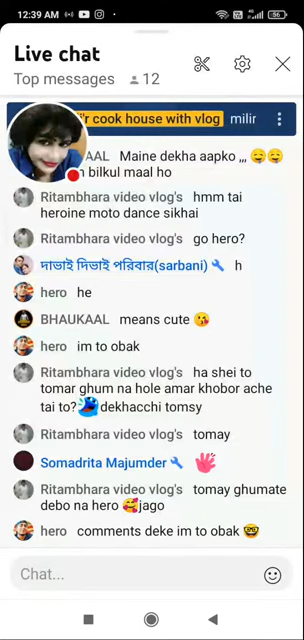 12:39 AM
96
Live chat
Top messages 12
cook house with vlog milir
AAL Maine dekha aapko ,,, 🤤🤤
bilkul maal ho
Ritambhara video vlog's hmm tai
heroine moto dance sikhai
Ritambhara video vlog's go hero?
দাভাই দিভাই পরিবার(sarbani) h
hero he
BHAUKAAL means cute 😘
hero im to obak
Ritambhara video vlog's ha shei to
tomar ghum na hole amar khobor ache
tai to? dekhacchi tomsy
Ritambhara video vlog's tomay
Somadrita Majumder
Ritambhara video vlog's tomay ghumate
debo na hero 🥰jago
hero comments deke im to obak 🤓
Chat...